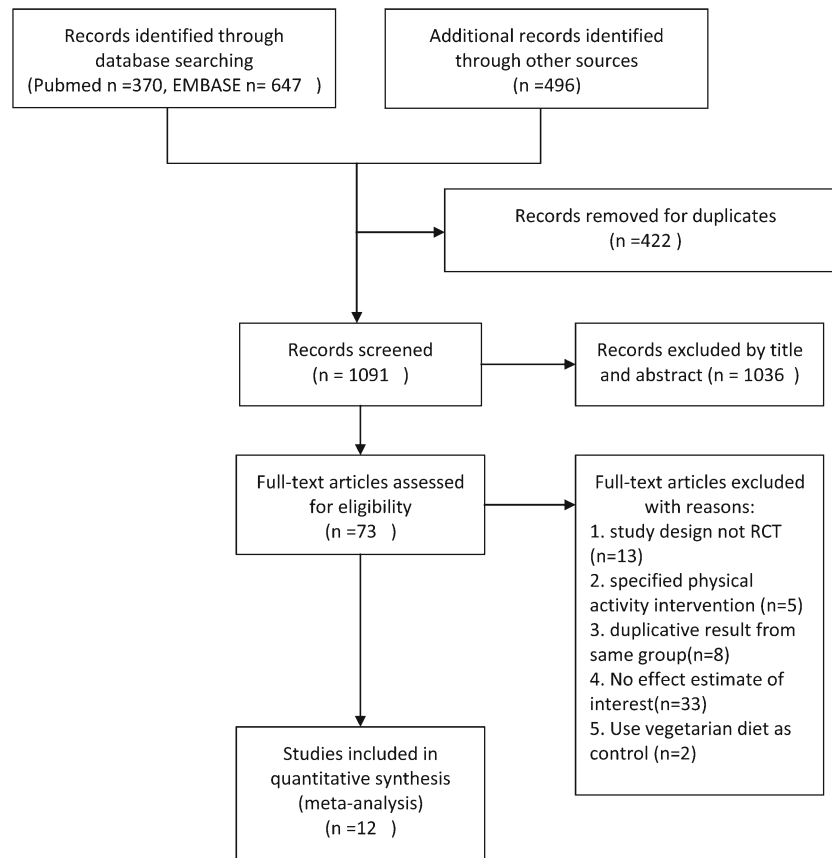 Records identified through
database searching
(Pubmed n =370, EMBASE n= 647 )
Additional records identified
through other sources
(n =496)
Records removed for duplicates
(n =422 )
Records screened
(n = 1091 )
Records excluded by title
and abstract (n = 1036 )
Full-text articles assessed
for eligibility
(n =73 )
Full-text articles excluded
with reasons:
1. study design not RCT
(n=13)
2. specified physical
activity intervention (n=5)
3. duplicative result from
same group(n=8)
4. No effect estimate of
interest(n=33)
5. Use vegetarian diet as
control (n=2)
Studies included in
quantitative synthesis
(meta-analysis)
(n =12 )